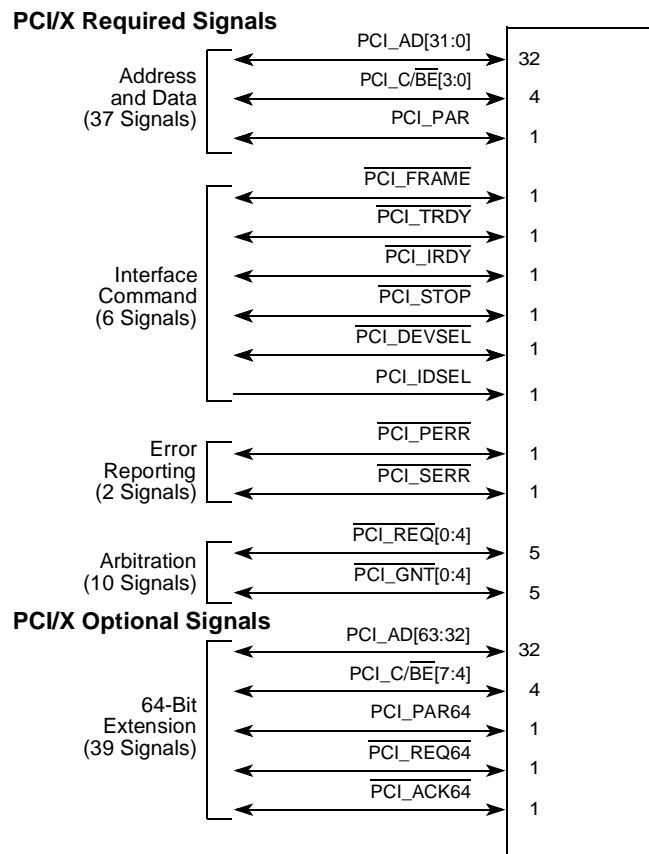 PCI/X Required Signals
Address
and Data
(37 Signals)
PCI_AD[31:0]
32
PCI_C/BE[3:0]
4
PCI_PAR
1
Interface
Command
(6 Signals)
PCI_FRAME
1
PCI_TRDY
1
PCI_IRDY
1
PCI_STOP
1
PCI_DEVSEL
1
PCI_IDSEL
1
Error
Reporting
(2 Signals)
PCI_PERR
1
PCI_SERR
1
Arbitration
(10 Signals)
PCI_REQ[0:4]
5
PCI_GNT[0:4]
5
PCI/X Optional Signals
64-Bit
Extension
(39 Signals)
PCI_AD[63:32]
32
PCI_C/BE[7:4]
4
PCI_PAR64
1
PCI_REQ64
1
PCI_ACK64
1